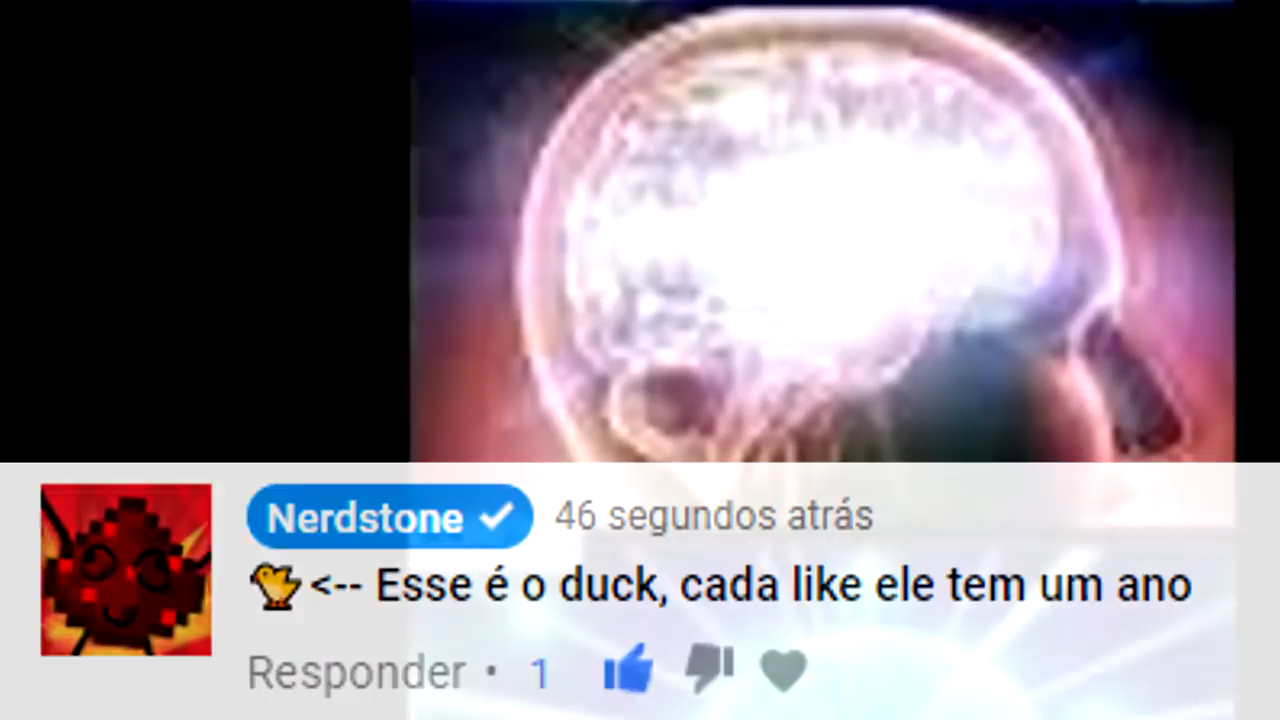 Nerdstone ✔ 46 segundos atrás
🐤 <-- Esse é o duck, cada like ele tem um ano
Responder • 1